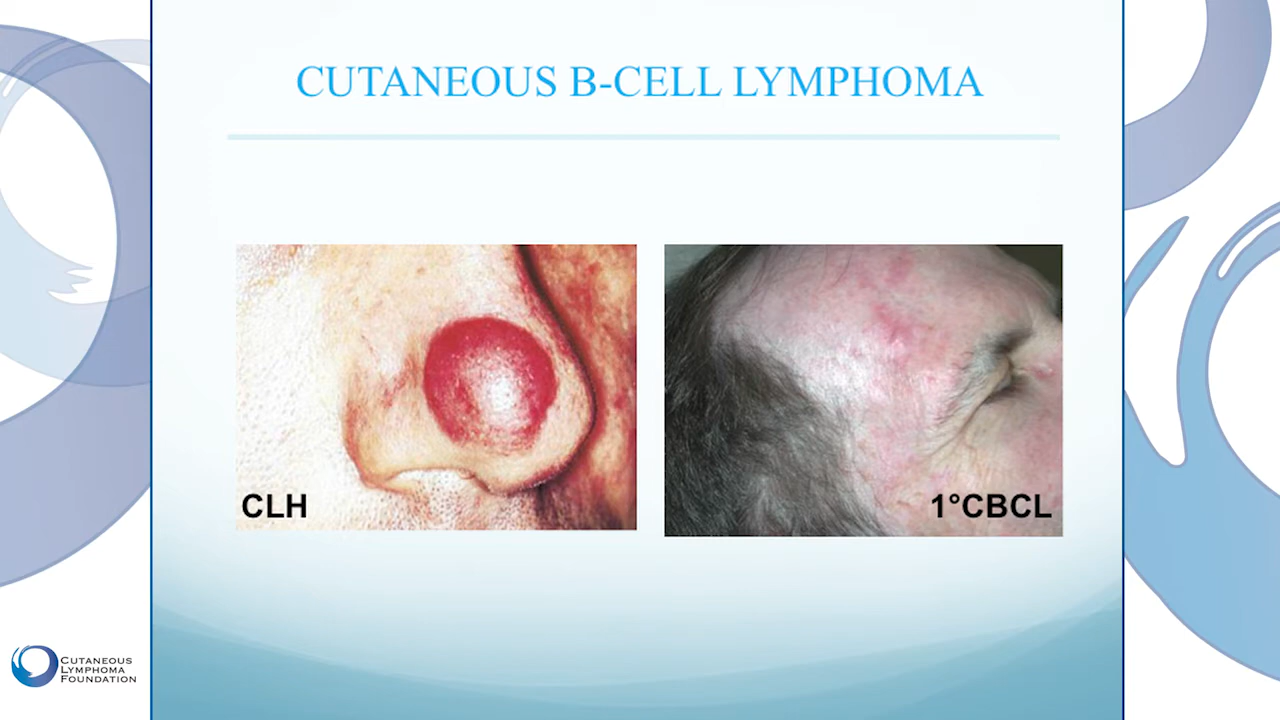 CUTANEOUS B-CELL LYMPHOMA
CLH
1°CBCL
CUTANEOUS
LYMPHOMA
FOUNDATION